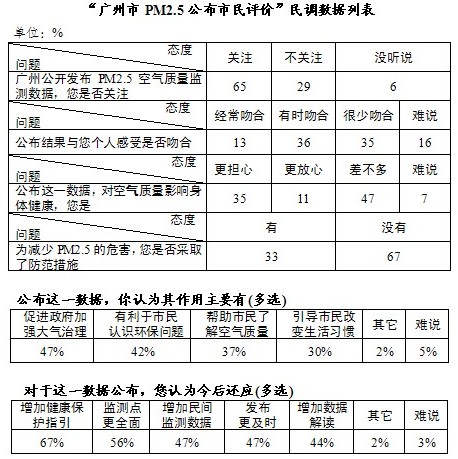 “广州市 PM2.5 公布市民评价”民调数据列表
单位：%
态度
问题
关注 不关注 没听说
广州公开发布 PM2.5 空气质量监测数据，您是否关注
65 29 6
态度
问题
经常吻合 有时吻合 很少吻合 难说
公布结果与您个人感受是否吻合
13 36 35 16
态度
问题
更担心 更放心 差不多 难说
公布这一数据，对空气质量影响身体健康，您是
35 11 47 7
态度
问题
有 没有
为减少 PM2.5 的危害，您是否采取了防范措施
33 67
公布这一数据，你认为其作用主要有(多选)
促进政府加强大气治理 有利于市民认识环保问题 帮助市民了解空气质量 引导市民改变生活习惯 其它 难说
47% 42% 37% 30% 2% 5%
对于这一数据公布，您认为今后还应(多选)
增加健康保护指引 监测点更全面 增加民间监测数据 发布更及时 增加数据解读 其它 难说
67% 56% 47% 47% 44% 2% 3%